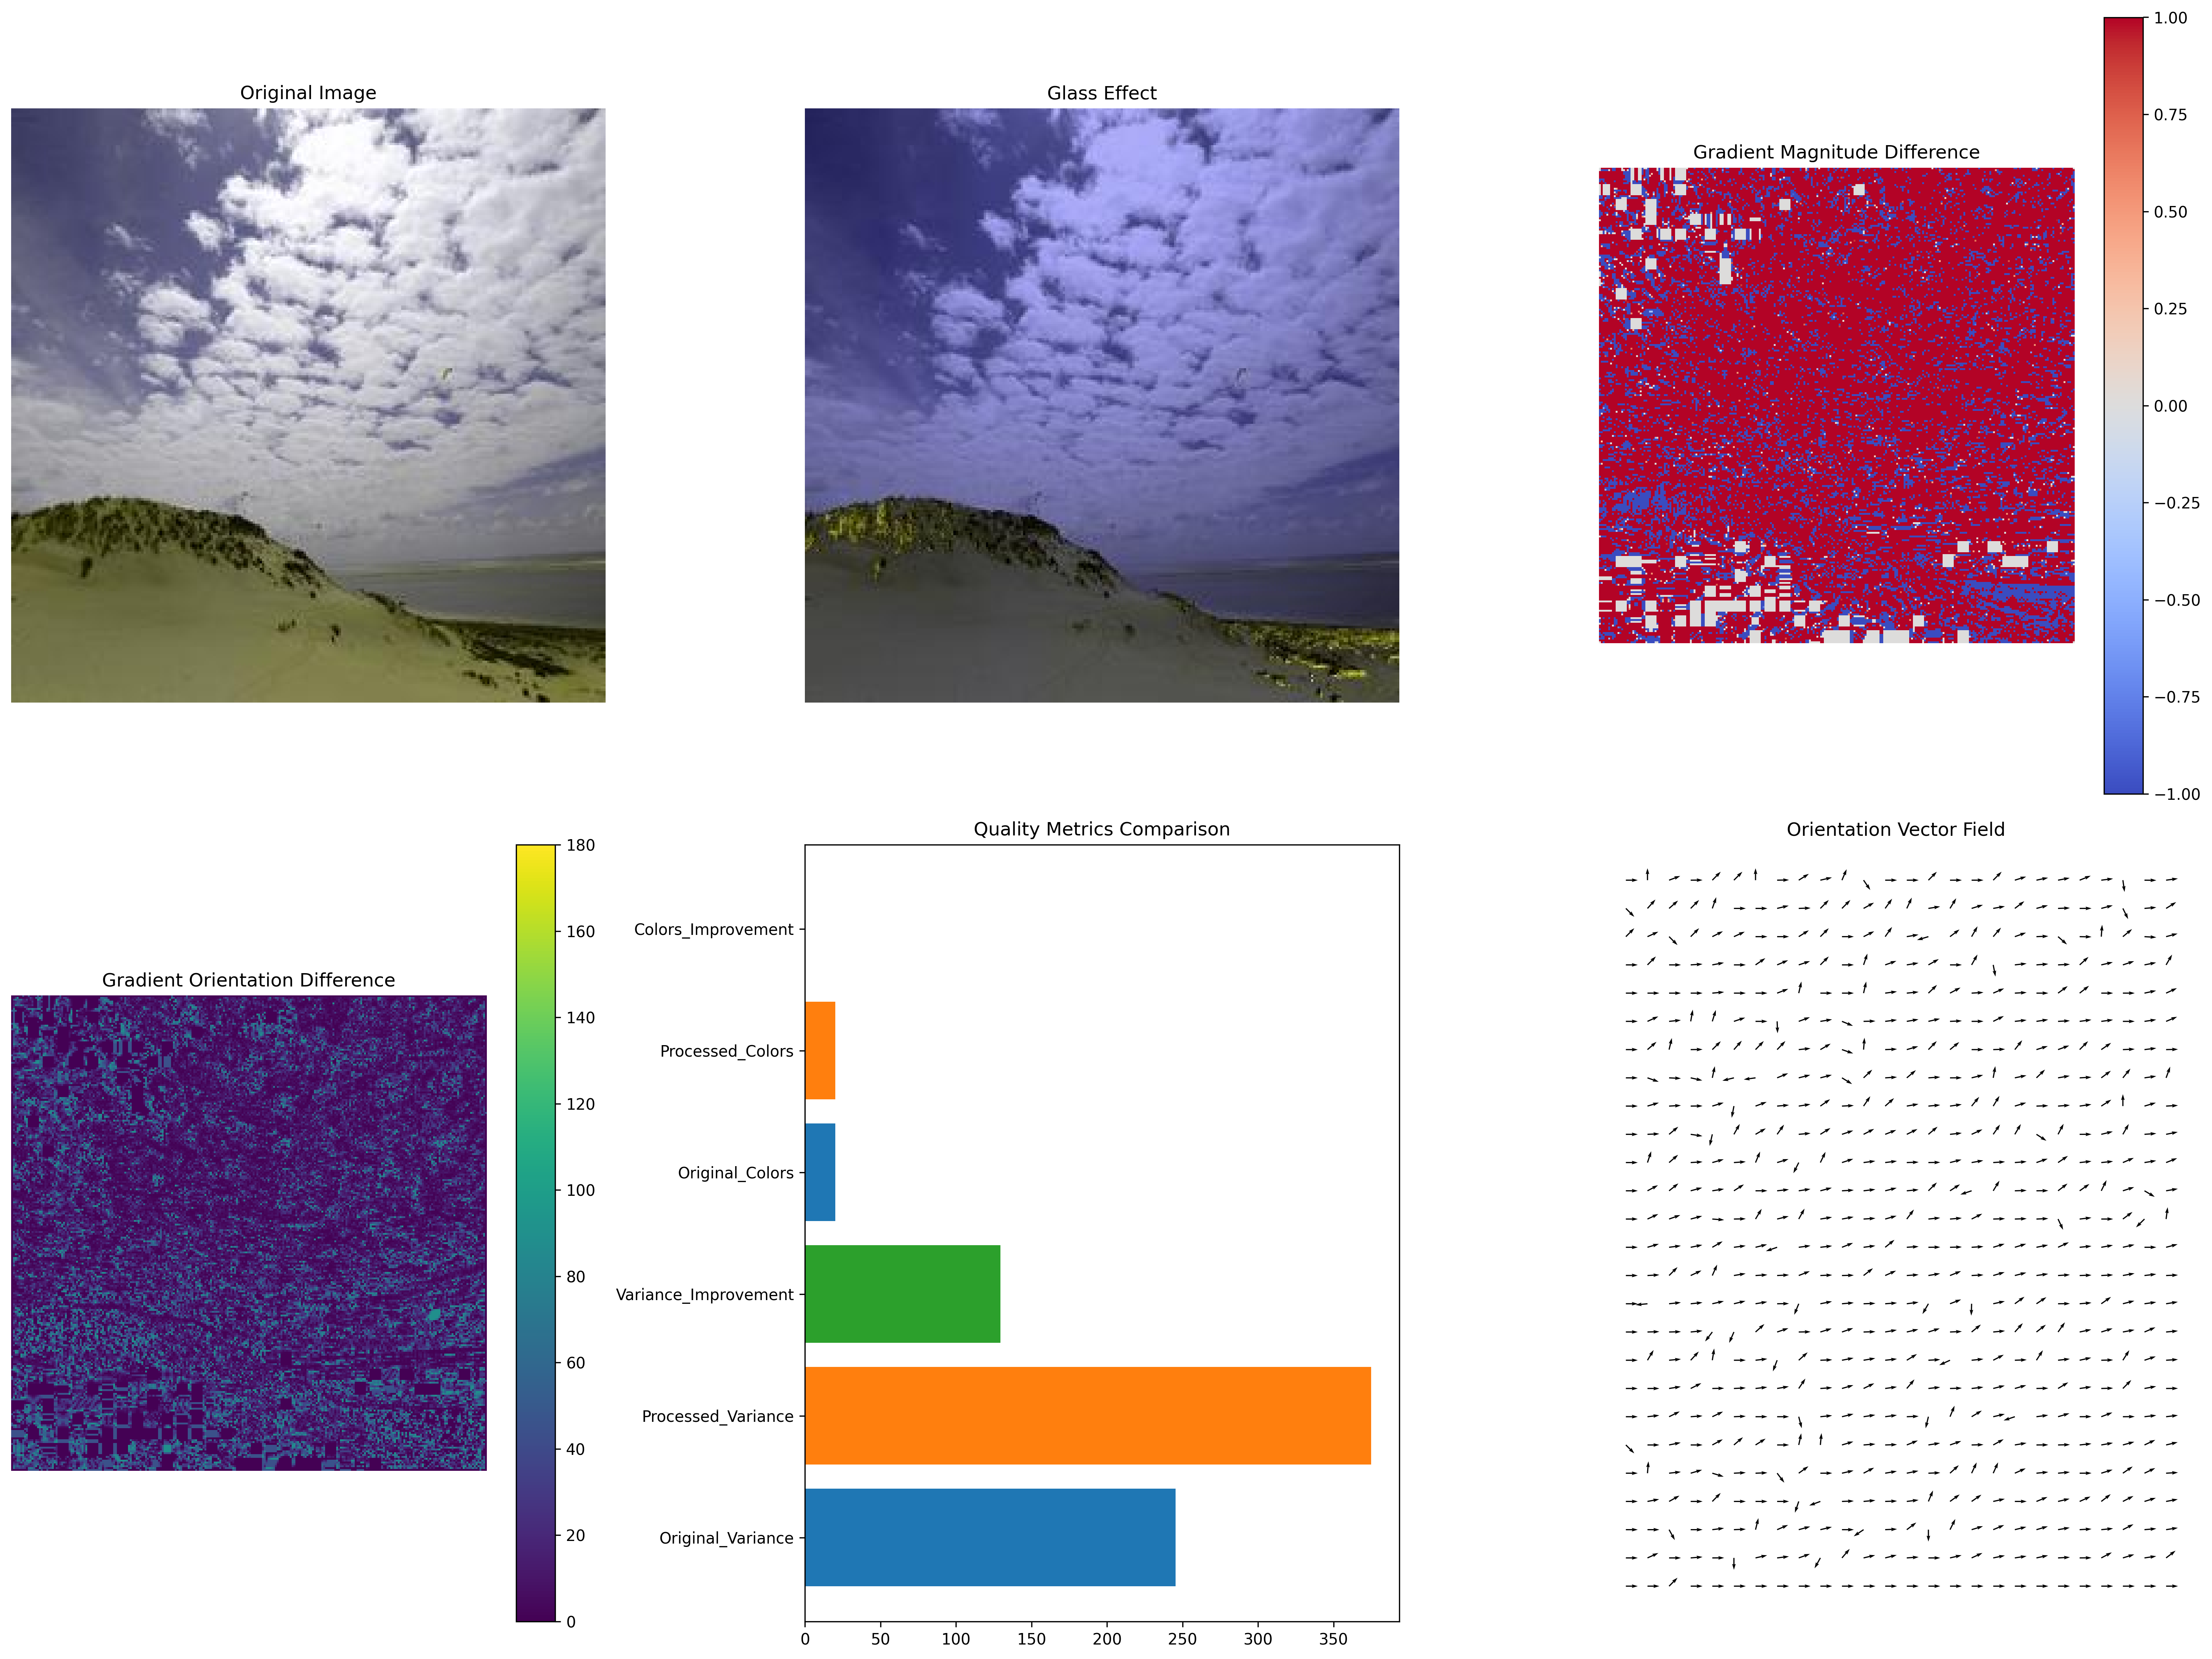 Original Image
Glass Effect
Gradient Magnitude Difference
1.00
0.75
0.50
0.25
0.00
−0.25
−0.50
−0.75
−1.00
Gradient Orientation Difference
180
160
140
120
100
80
60
40
20
0
Quality Metrics Comparison
Colors_Improvement
Processed_Colors
Original_Colors
Variance_Improvement
Processed_Variance
Original_Variance
0 50 100 150 200 250 300 350
Orientation Vector Field